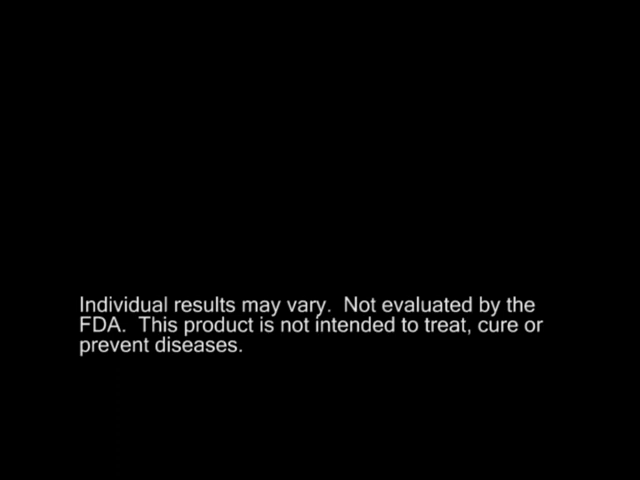 Individual results may vary.  Not evaluated by the
FDA.  This product is not intended to treat, cure or
prevent diseases.